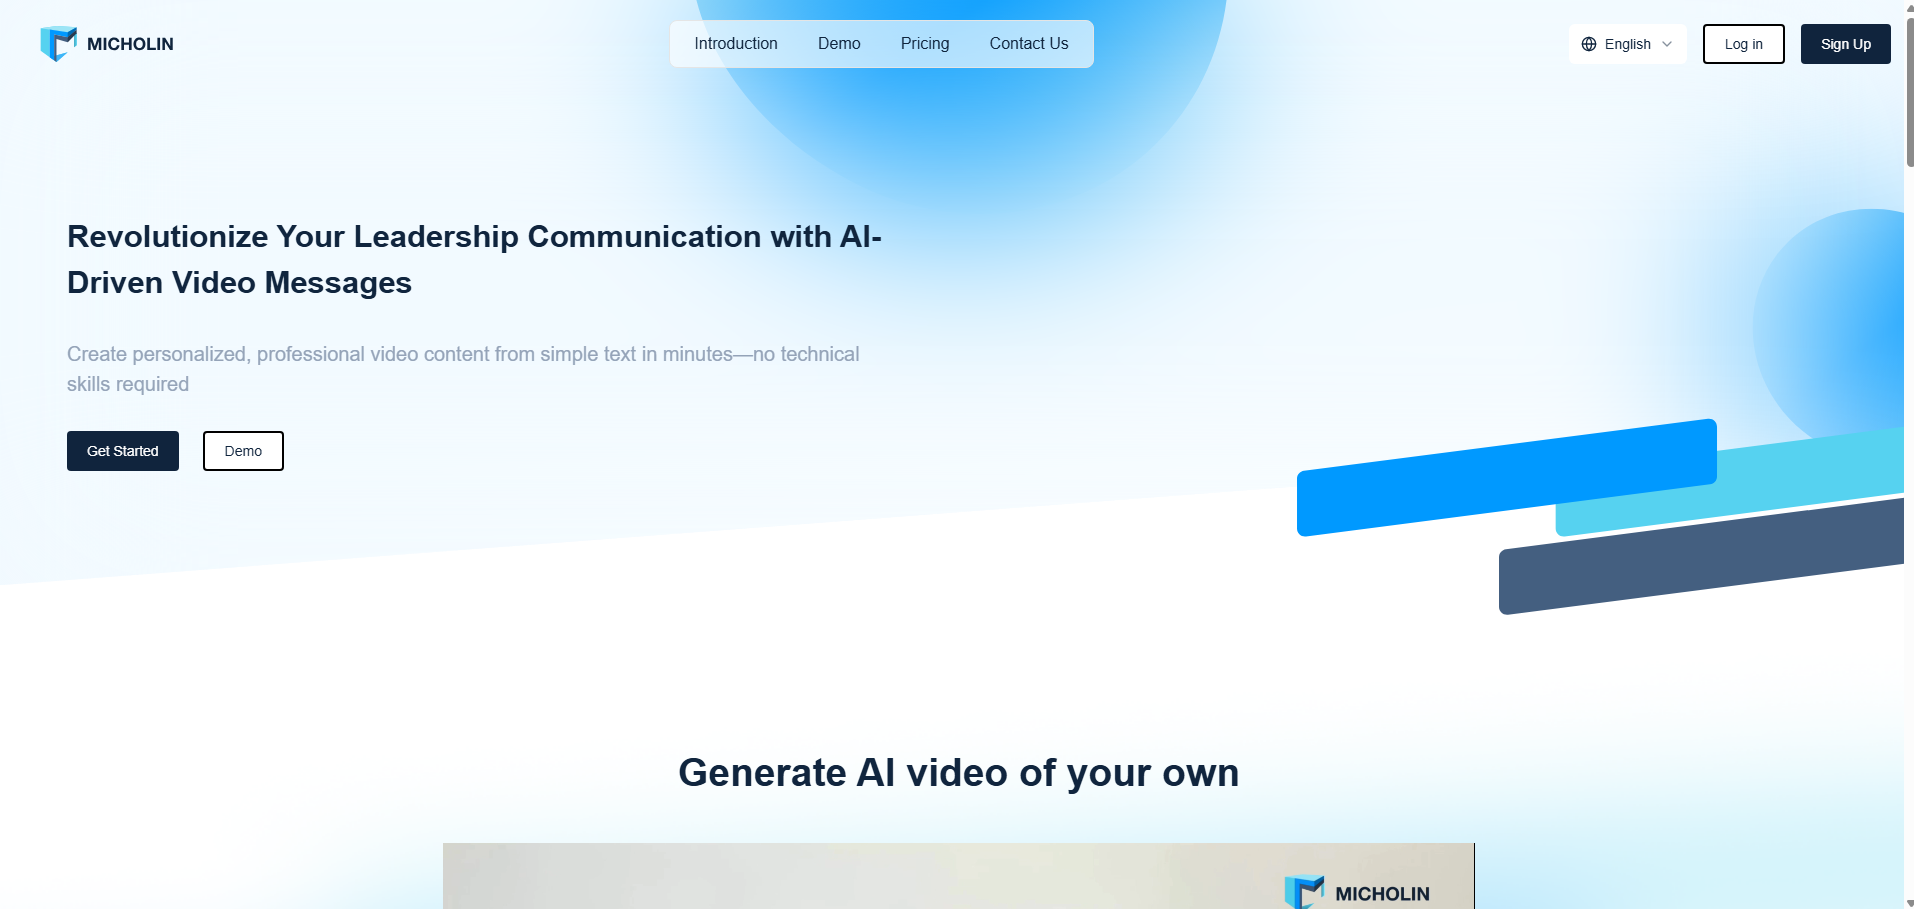 MICHOLIN
Introduction Demo Pricing Contact Us
English Log in Sign Up
Revolutionize Your Leadership Communication with AI-
Driven Video Messages
Create personalized, professional video content from simple text in minutes—no technical
skills required
Get Started Demo
Generate AI video of your own
MICHOLIN